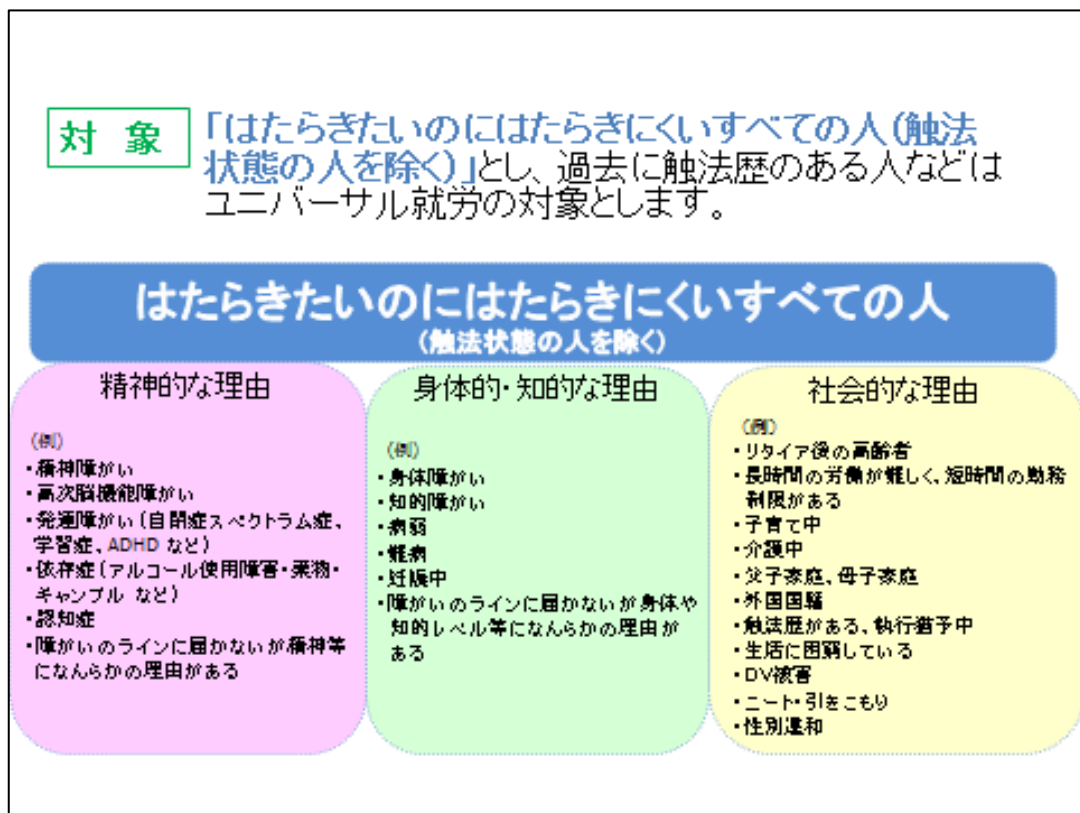 対 象
「はたらきたいのにはたらきにくいすべての人(触法
状態の人を除く)」とし、過去に触法歴のある人などは
ユニバーサル就労の対象とします。
はたらきたいのにはたらきにくいすべての人
(触法状態の人を除く)
精神的な理由
(例)
・精神障がい
・高次脳機能障がい
・発達障がい(自閉症スペクトラム症、
学習症、ADHD など)
・依存症(アルコール使用障害・薬物・
ギャンブル など)
・認知症
・障がいのラインに届かないが精神等
になんらかの理由がある
身体的・知的な理由
(例)
・身体障がい
・知的障がい
・病弱
・難病
・妊娠中
・障がいのラインに届かないが身体や
知的レベル等になんらかの理由が
ある
社会的な理由
(例)
・リタイア後の高齢者
・長時間の労働が難しく、短時間の勤務
制限がある
・子育て中
・介護中
・父子家庭、母子家庭
・外国国籍
・触法歴がある、執行猶予中
・生活に困窮している
・DV被害
・ニート・引きこもり
・性別違和